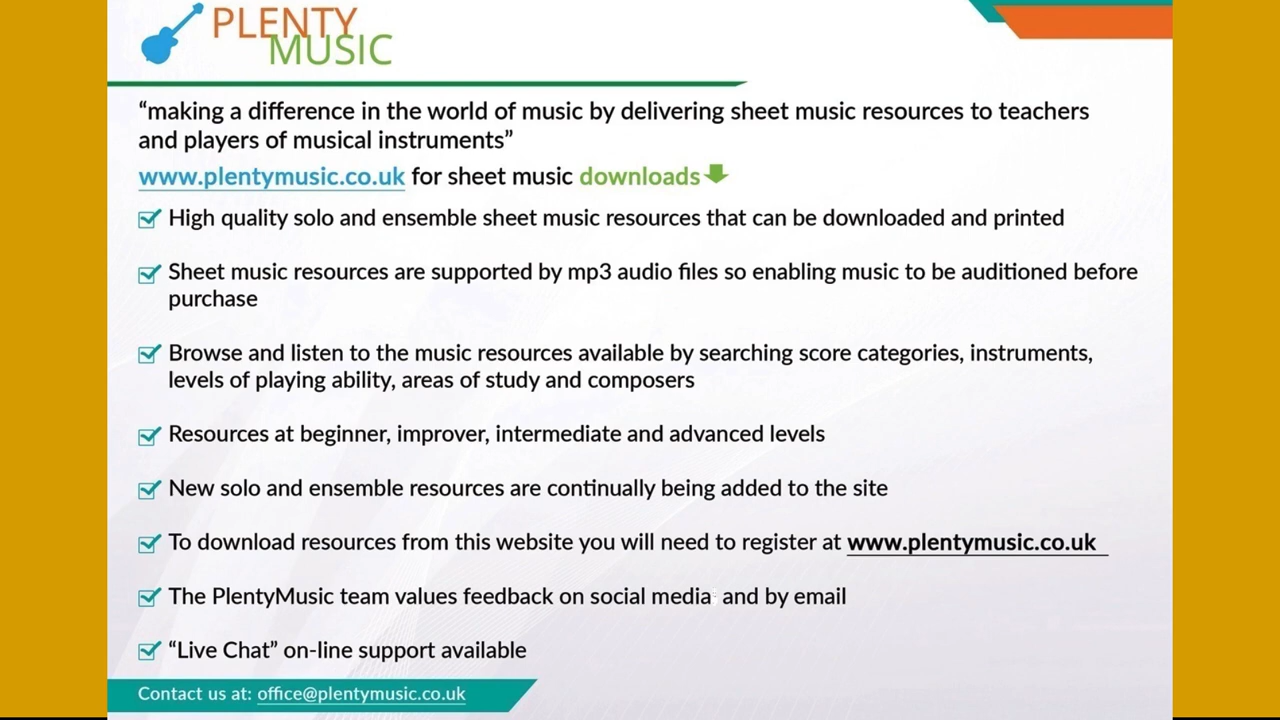 PLENTY
MUSIC
“making a difference in the world of music by delivering sheet music resources to teachers
and players of musical instruments”
www.plentymusic.co.uk for sheet music downloads
High quality solo and ensemble sheet music resources that can be downloaded and printed
Sheet music resources are supported by mp3 audio files so enabling music to be auditioned before
purchase
Browse and listen to the music resources available by searching score categories, instruments,
levels of playing ability, areas of study and composers
Resources at beginner, improver, intermediate and advanced levels
New solo and ensemble resources are continually being added to the site
To download resources from this website you will need to register at www.plentymusic.co.uk
The PlentyMusic team values feedback on social media and by email
“Live Chat” on-line support available
Contact us at: office@plentymusic.co.uk